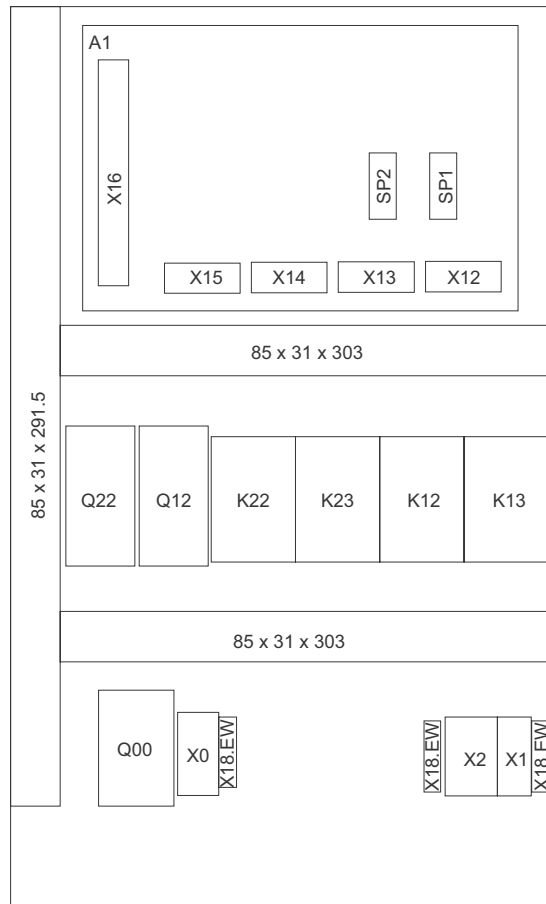 A1
X16
SP2
SP1
X15
X14
X13
X12
85 x 31 x 303
85 x 31 x 291.5
Q22
Q12
K22
K23
K12
K13
85 x 31 x 303
Q00
X0
X18.EW
X18.EW
X2
X1
X18.EW